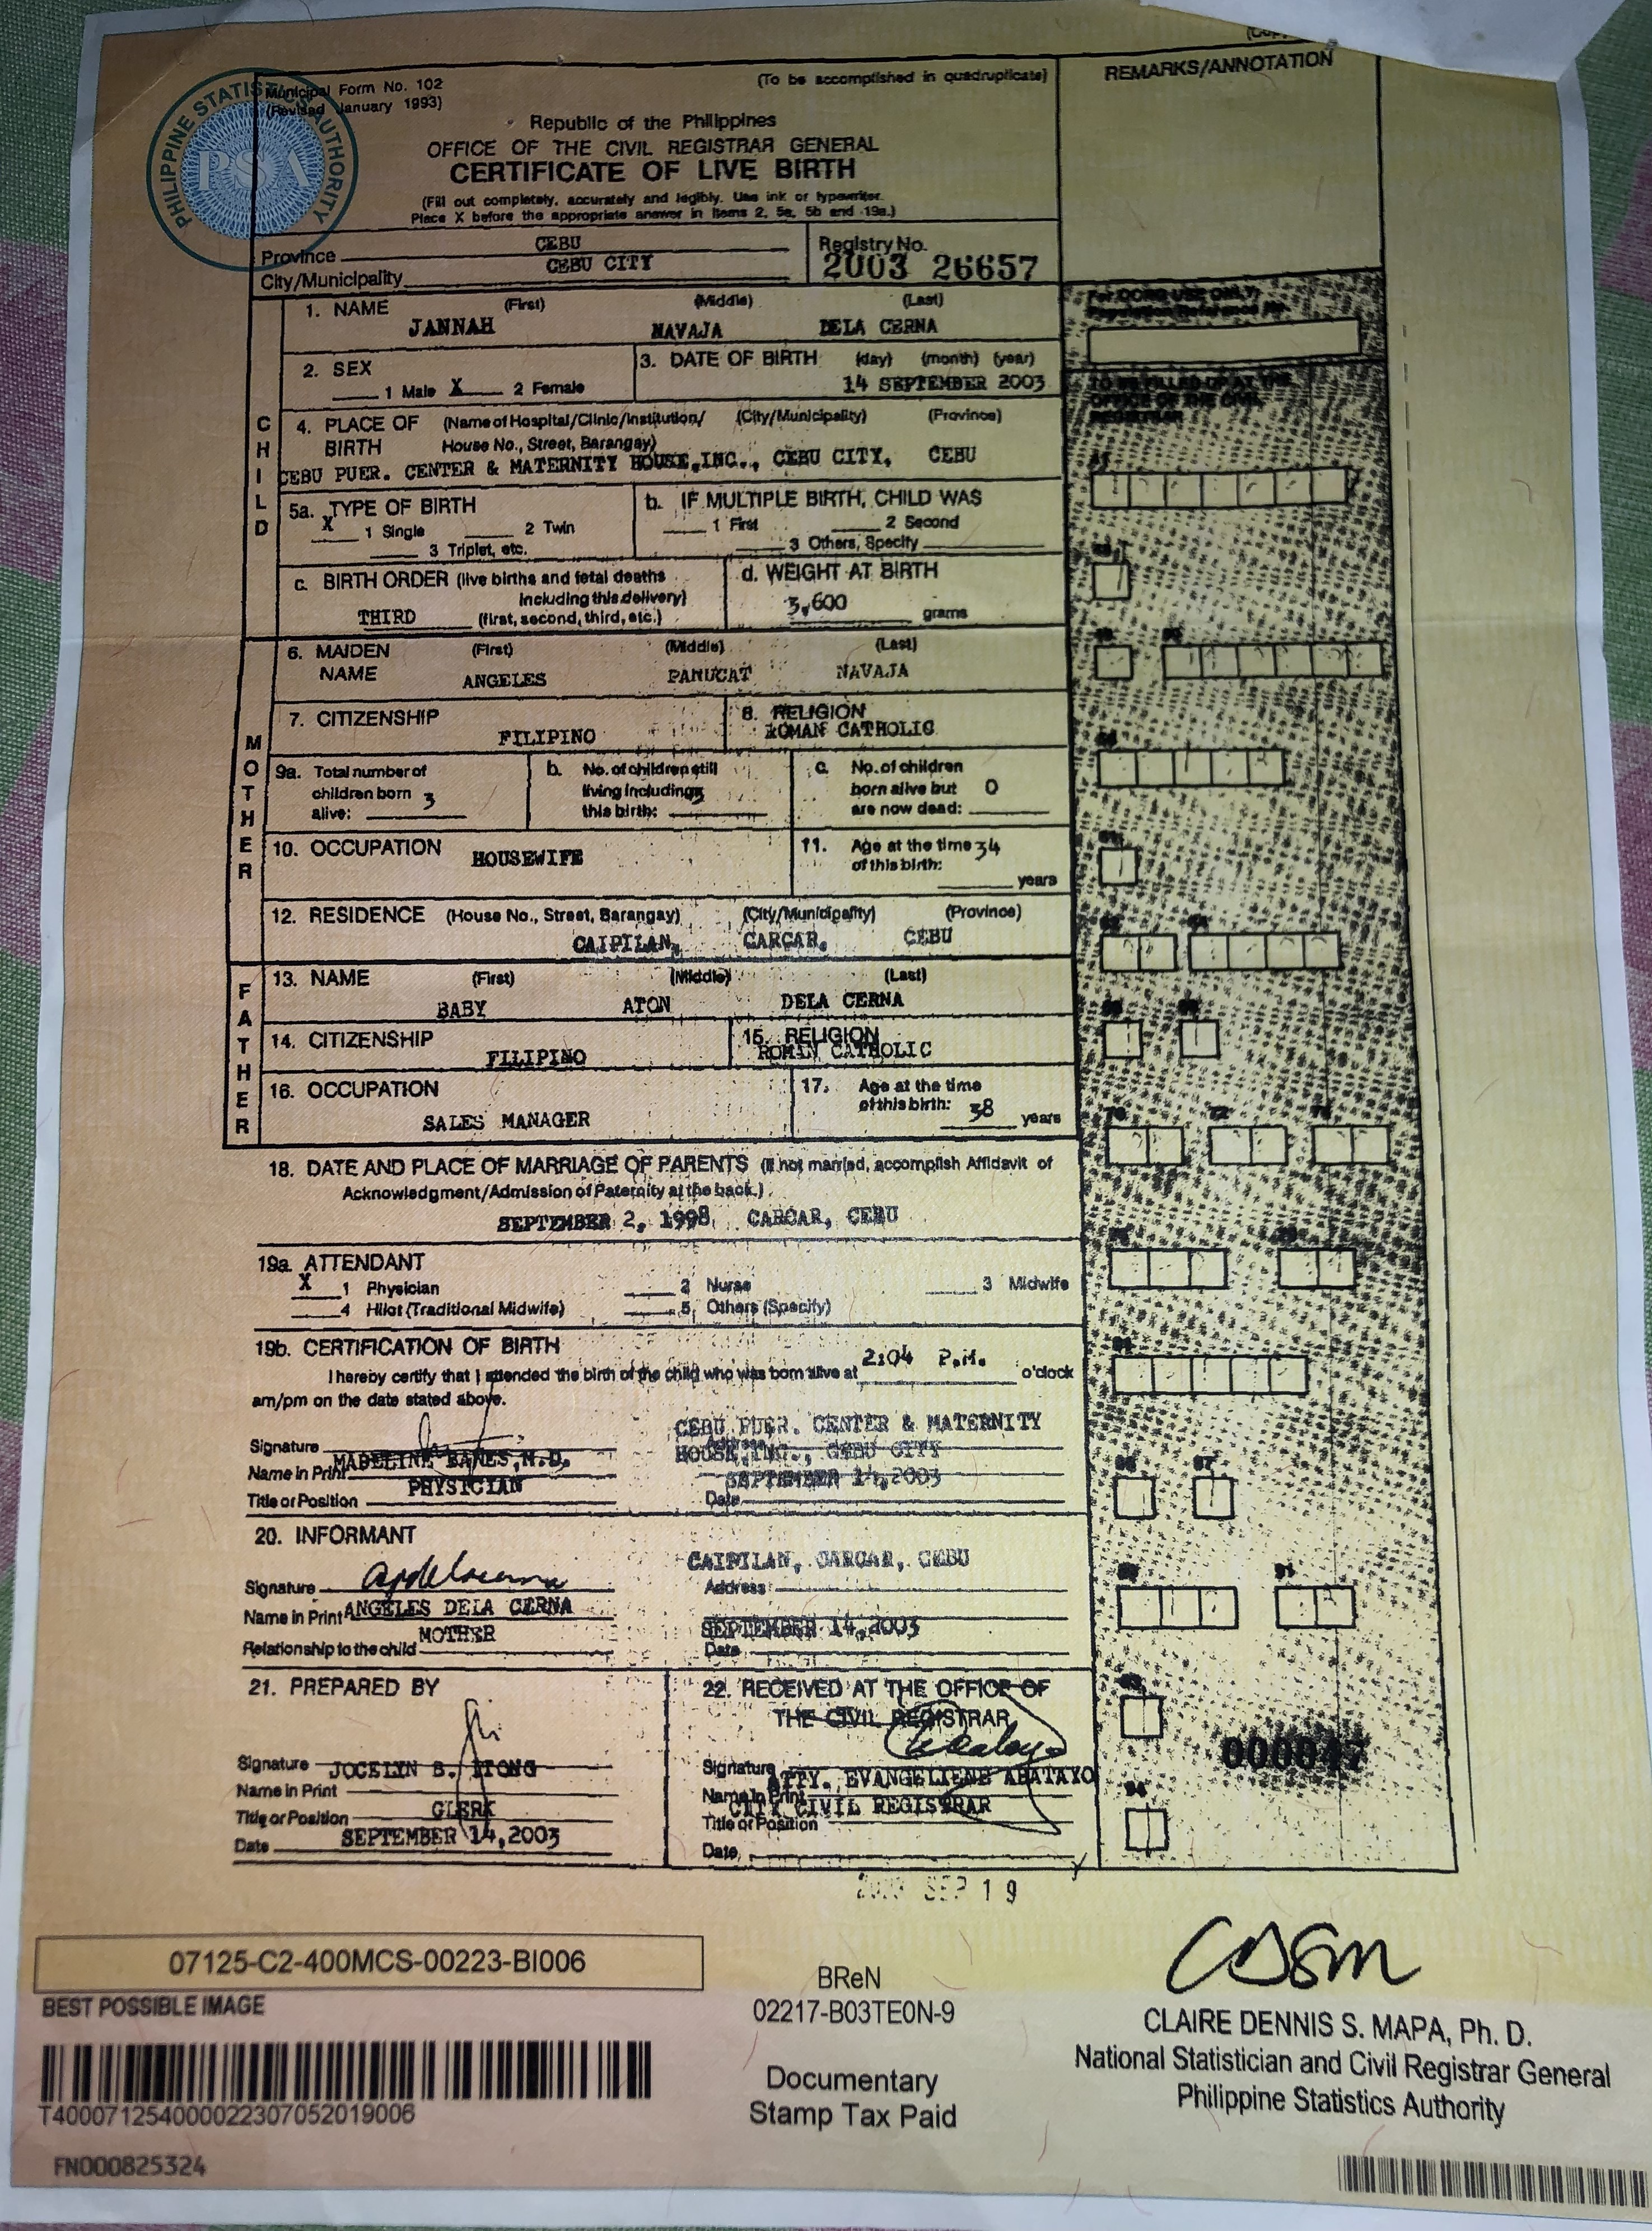 REMARKS/ANNOTATION
Municipal Form No. 102
(Revised January 1993)
(To be accomplished in quadruplicate)
PHILIPPINE STATISTICS AUTHORITY
PSA
Republic of the Philippines
OFFICE OF THE CIVIL REGISTRAR GENERAL
CERTIFICATE OF LIVE BIRTH
(Fill out completely, accurately and legibly. Use ink or typewriter.
Place X before the appropriate answer in items 2, 5a, 5b and 19a.)
Province CEBU
City/Municipality CEBU CITY
Registry No.
2003 26657
CHILD
1. NAME (First) (Middle) (Last)
JANNAH NAVAJA DELA CERNA
2. SEX
1 Male X 2 Female
3. DATE OF BIRTH (day) (month) (year)
14 SEPTEMBER 2003
4. PLACE OF BIRTH (Name of Hospital/Clinic/Institution/ (City/Municipality) (Province)
House No., Street, Barangay)
CEBU PUER. CENTER & MATERNITY HOUSE,INC., CEBU CITY, CEBU
5a. TYPE OF BIRTH
X 1 Single 2 Twin
3 Triplet, etc.
b. IF MULTIPLE BIRTH, CHILD WAS
1 First 2 Second
3 Others, Specify
c. BIRTH ORDER (live births and fetal deaths
including this delivery)
THIRD (first, second, third, etc.)
d. WEIGHT AT BIRTH
3,600 grams
MOTHER
6. MAIDEN NAME (First) (Middle) (Last)
ANGELES PANUCAT NAVAJA
7. CITIZENSHIP
FILIPINO
8. RELIGION
ROMAN CATHOLIC
9a. Total number of
children born
alive: 3
b. No. of children still
living including
this birth: 3
c. No. of children
born alive but
are now dead: 0
10. OCCUPATION HOUSEWIFE
11. Age at the time
of this birth: 34 years
12. RESIDENCE (House No., Street, Barangay) (City/Municipality) (Province)
CAIPILAN, CARCAR, CEBU
FATHER
13. NAME (First) (Middle) (Last)
BABY ATON DELA CERNA
14. CITIZENSHIP
FILIPINO
15. RELIGION
ROMAN CATHOLIC
16. OCCUPATION
SALES MANAGER
17. Age at the time
of this birth: 38 years
18. DATE AND PLACE OF MARRIAGE OF PARENTS (If not married, accomplish Affidavit of
Acknowledgment/Admission of Paternity at the back.)
SEPTEMBER 2, 1998 CARCAR, CEBU
19a. ATTENDANT
X 1 Physician 2 Nurse 3 Midwife
4 Hilot (Traditional Midwife) 5 Others (Specify)
19b. CERTIFICATION OF BIRTH
I hereby certify that I attended the birth of the child who was born alive at 2:04 P.M. o'clock
am/pm on the date stated above.
Signature
Name in Print MADELINE M.D.
Title or Position PHYSICIAN
CEBU PUER. CENTER & MATERNITY
Address
HOUSE,INC., CEBU CITY
SEPTEMBER 14,2003
Date
20. INFORMANT
Signature
Name in Print ANGELES DELA CERNA
Relationship to the child MOTHER
CAIPILAN, CARCAR, CEBU
Address
SEPTEMBER 14,2003
Date
21. PREPARED BY
Signature
JOCELYN B.
Name in Print
Title or Position CLERK
Date SEPTEMBER 14,2003
22. RECEIVED AT THE OFFICE OF
THE CIVIL REGISTRAR
Signature
ATTY. EVANGELIENE ABATAYO
Name in Print
CITY CIVIL REGISTRAR
Title or Position
Date
2003 SEP 19
07125-C2-400MCS-00223-BI006
BEST POSSIBLE IMAGE
T400071254000022307052019006
FN000825324
BReN
02217-B03TE0N-9
Documentary
Stamp Tax Paid
CLAIRE DENNIS S. MAPA, Ph. D.
National Statistician and Civil Registrar General
Philippine Statistics Authority